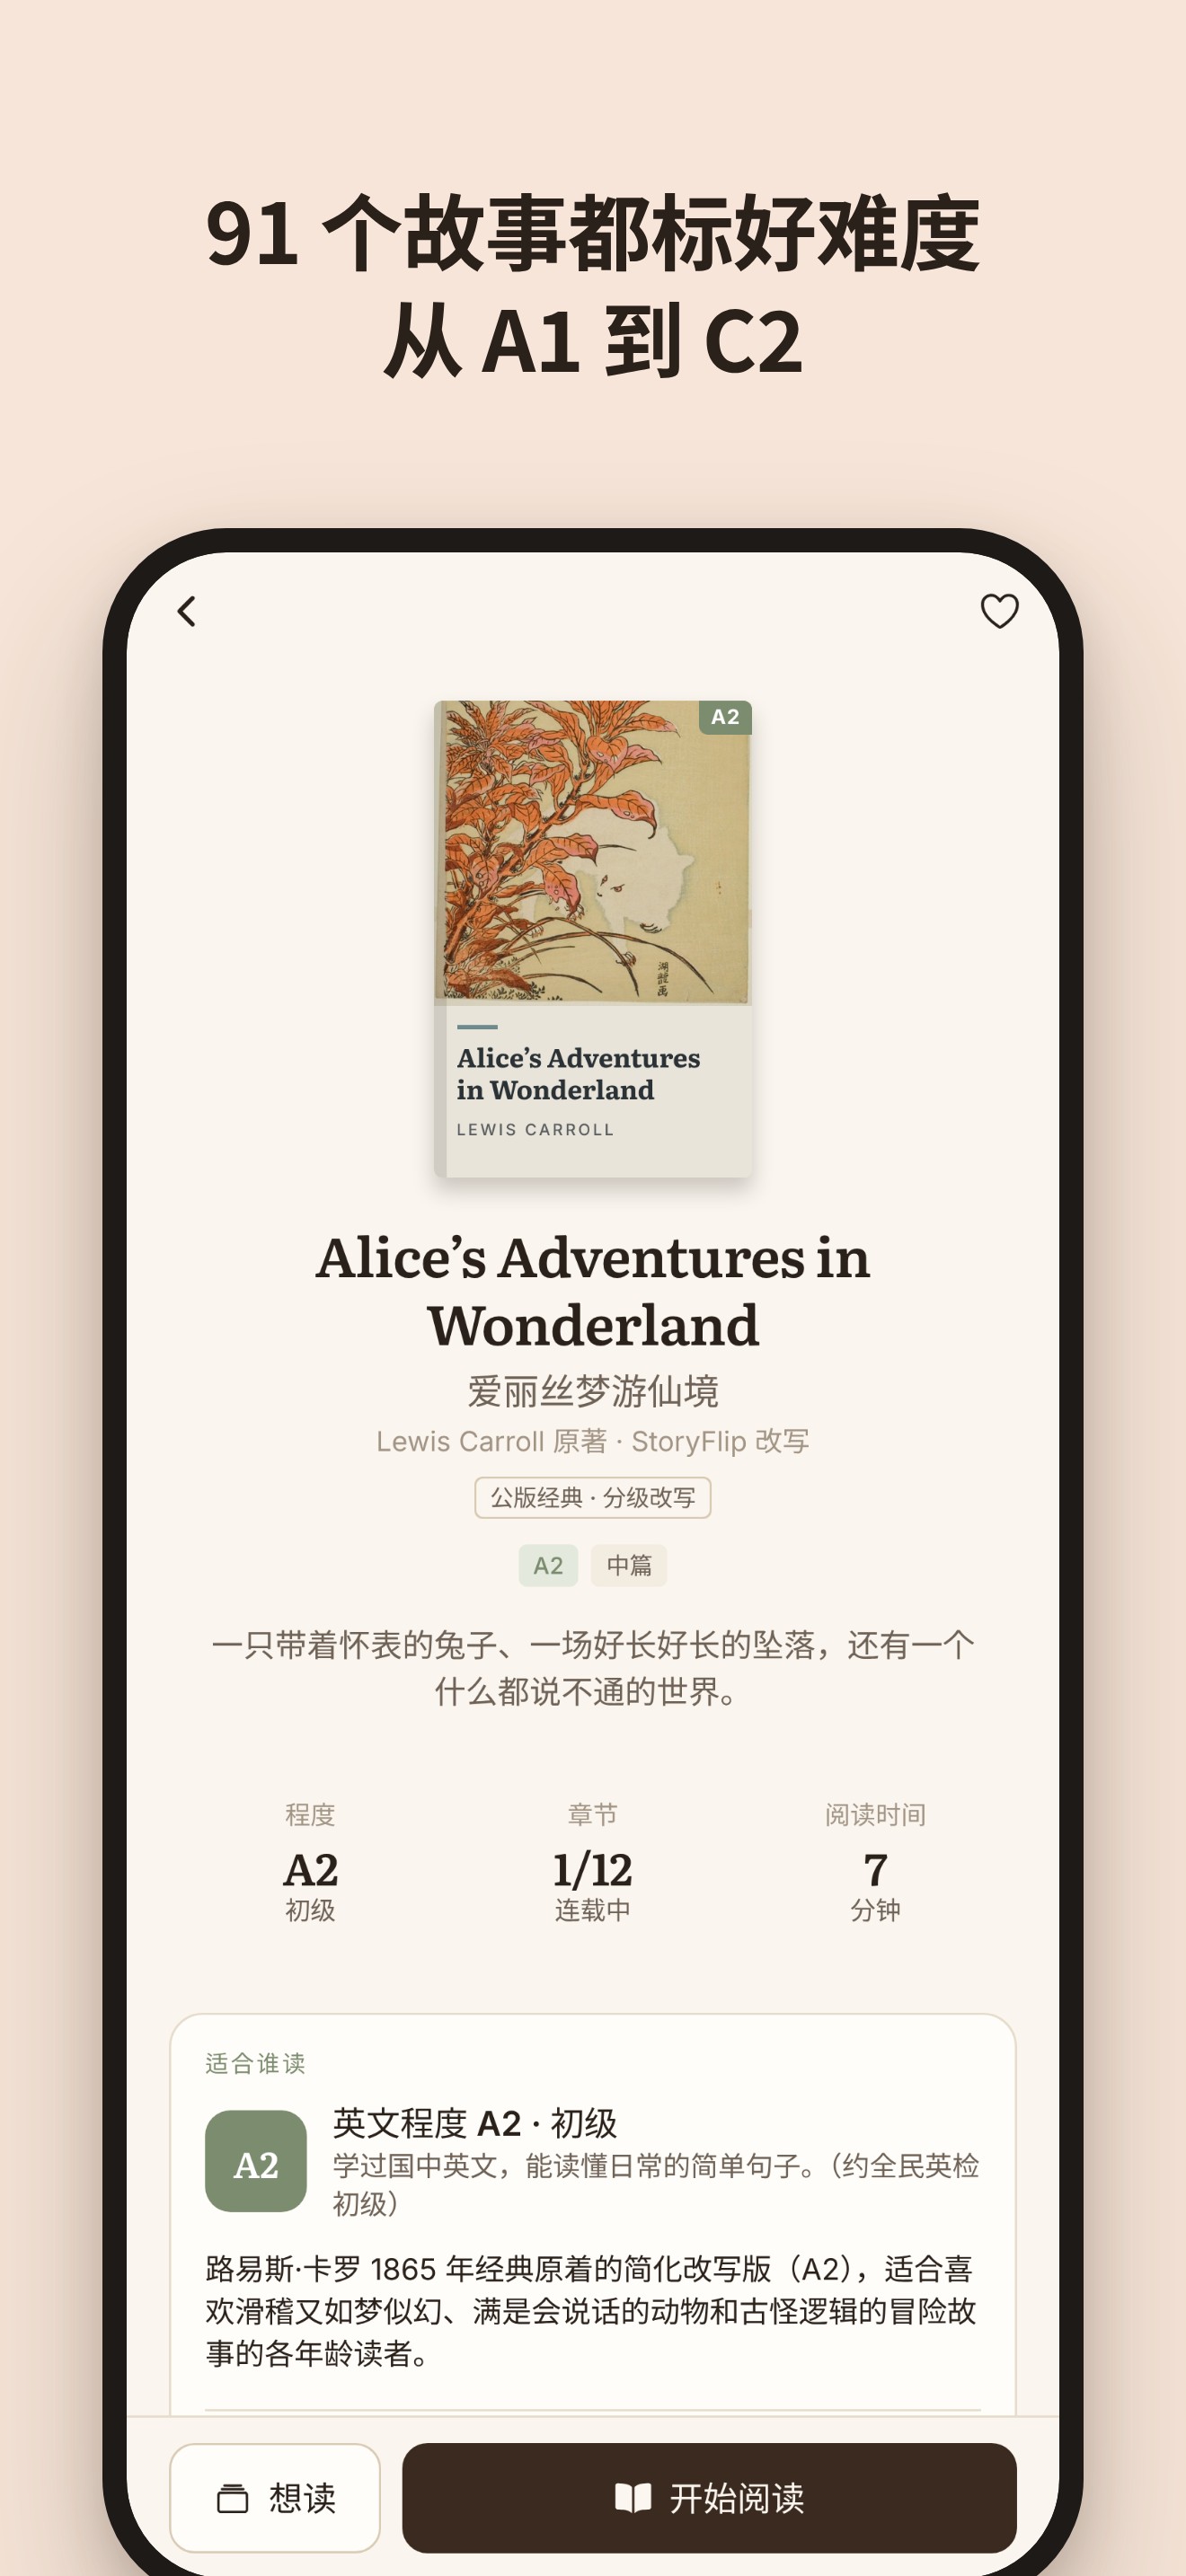 91 个故事都标好难度
从 A1 到 C2
A2
湖龍画
Alice’s Adventures
in Wonderland
LEWIS CARROLL
Alice’s Adventures in
Wonderland
爱丽丝梦游仙境
Lewis Carroll 原著 · StoryFlip 改写
公版经典 · 分级改写
A2
中篇
一只带着怀表的兔子、一场好长好长的坠落，还有一个
什么都说不通的世界。
程度
章节
阅读时间
A2
1/12
7
初级
连载中
分钟
适合谁读
A2
英文程度 A2 · 初级
学过国中英文，能读懂日常的简单句子。（约全民英检
初级）
路易斯·卡罗 1865 年经典原着的简化改写版（A2），适合喜
欢滑稽又如梦似幻、满是会说话的动物和古怪逻辑的冒险故
事的各年龄读者。
想读
开始阅读